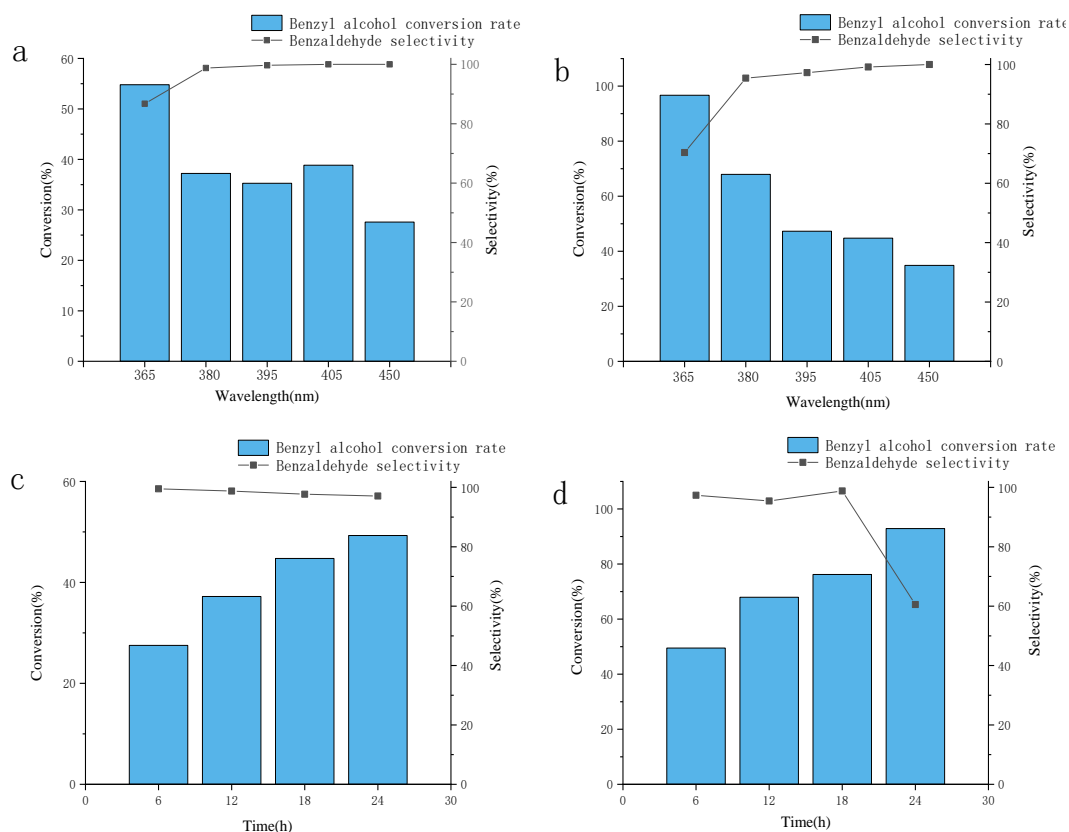 a
Benzyl alcohol conversion rate
Benzaldehyde selectivity
60
50
40
30
20
10
0
Conversion(%)
100
80
60
40
20
0
Selectivity(%)
365 380 395 405 450
Wavelength(nm)
b
Benzyl alcohol conversion rate
Benzaldehyde selectivity
100
80
60
40
20
0
Conversion(%)
100
80
60
40
20
0
Selectivity(%)
365 380 395 405 450
Wavelength(nm)
c
Benzyl alcohol conversion rate
Benzaldehyde selectivity
60
40
20
0
Conversion(%)
100
80
60
40
20
0
Selectivity(%)
0 6 12 18 24 30
Time(h)
d
Benzyl alcohol conversion rate
Benzaldehyde selectivity
100
80
60
40
20
0
Conversion(%)
100
80
60
40
20
0
Selectivity(%)
0 6 12 18 24 30
Time(h)